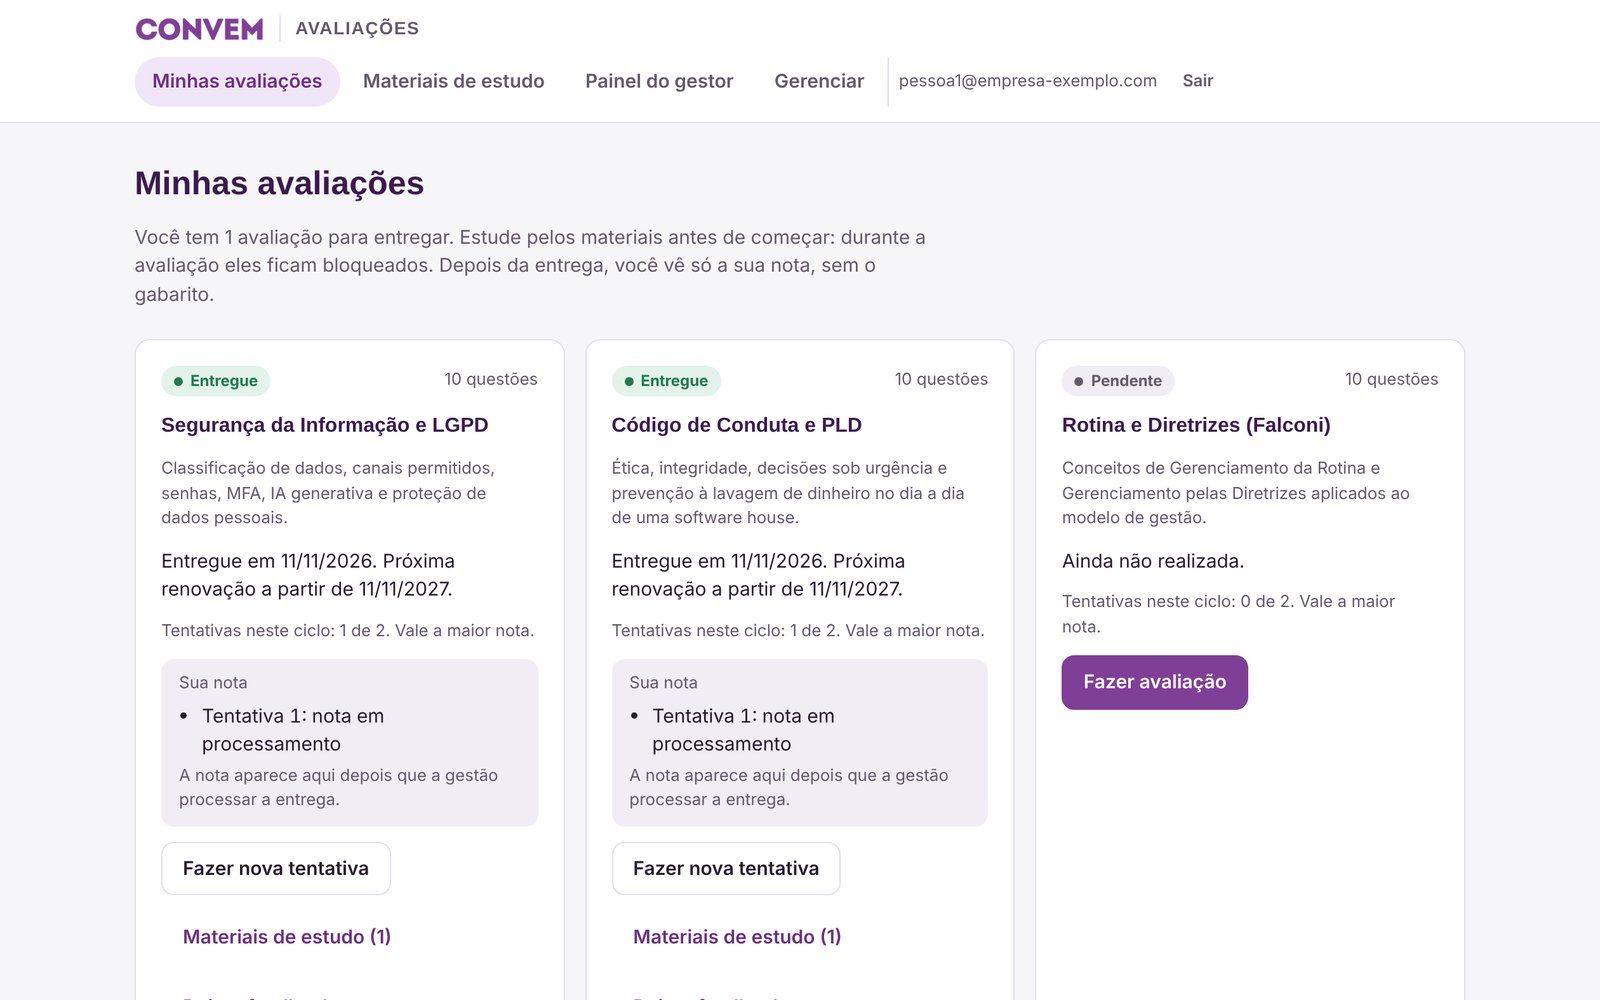 CONVEM
AVALIAÇÕES
Minhas avaliações
Materiais de estudo
Painel do gestor
Gerenciar
pessoa1@empresa-exemplo.com
Sair
Minhas avaliações
Você tem 1 avaliação para entregar. Estude pelos materiais antes de começar: durante a
avaliação eles ficam bloqueados. Depois da entrega, você vê só a sua nota, sem o
gabarito.
Entregue
10 questões
Segurança da Informação e LGPD
Classificação de dados, canais permitidos,
senhas, MFA, IA generativa e proteção de
dados pessoais.
Entregue em 11/11/2026. Próxima
renovação a partir de 11/11/2027.
Tentativas neste ciclo: 1 de 2. Vale a maior nota.
Sua nota
• Tentativa 1: nota em
processamento
A nota aparece aqui depois que a gestão
processar a entrega.
Fazer nova tentativa
Materiais de estudo (1)
Entregue
10 questões
Código de Conduta e PLD
Ética, integridade, decisões sob urgência e
prevenção à lavagem de dinheiro no dia a dia
de uma software house.
Entregue em 11/11/2026. Próxima
renovação a partir de 11/11/2027.
Tentativas neste ciclo: 1 de 2. Vale a maior nota.
Sua nota
• Tentativa 1: nota em
processamento
A nota aparece aqui depois que a gestão
processar a entrega.
Fazer nova tentativa
Materiais de estudo (1)
Pendente
10 questões
Rotina e Diretrizes (Falconi)
Conceitos de Gerenciamento da Rotina e
Gerenciamento pelas Diretrizes aplicados ao
modelo de gestão.
Ainda não realizada.
Tentativas neste ciclo: 0 de 2. Vale a maior
nota.
Fazer avaliação